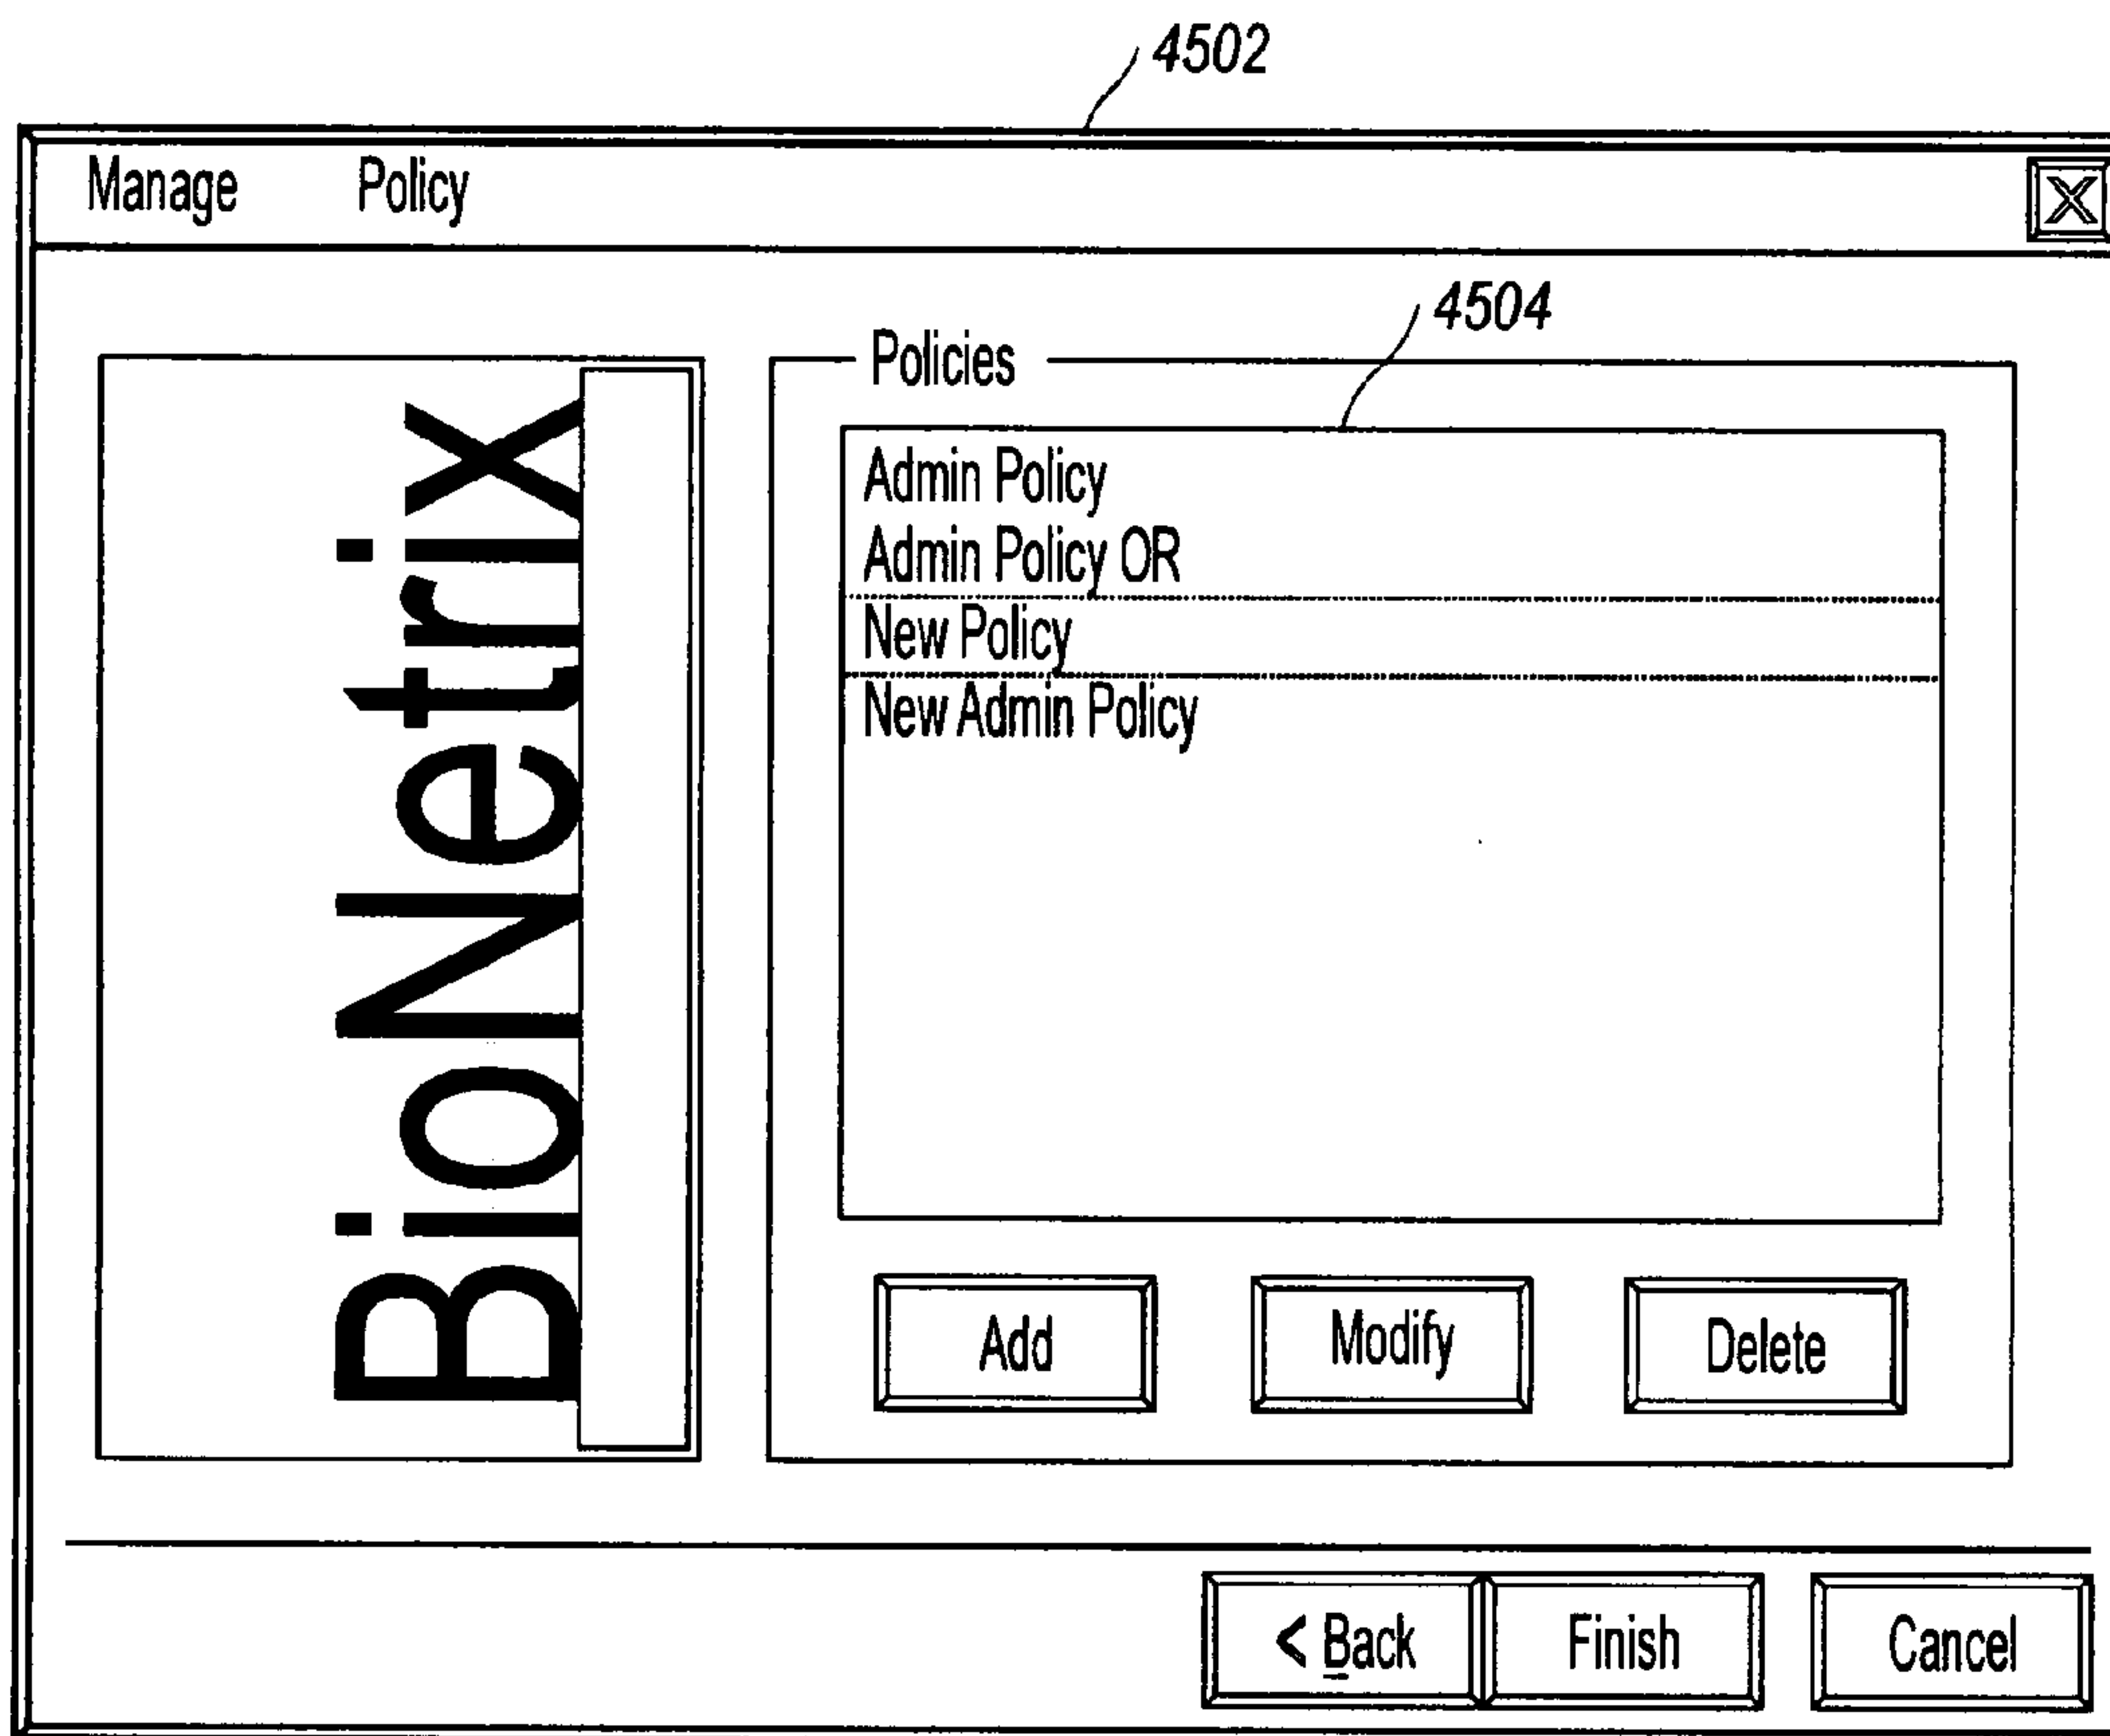 4502
Manage Policy
X
4504
BioNetrix
Policies
Admin Policy
Admin Policy OR
New Policy
New Admin Policy
Add Modify Delete
< Back Finish Cancel